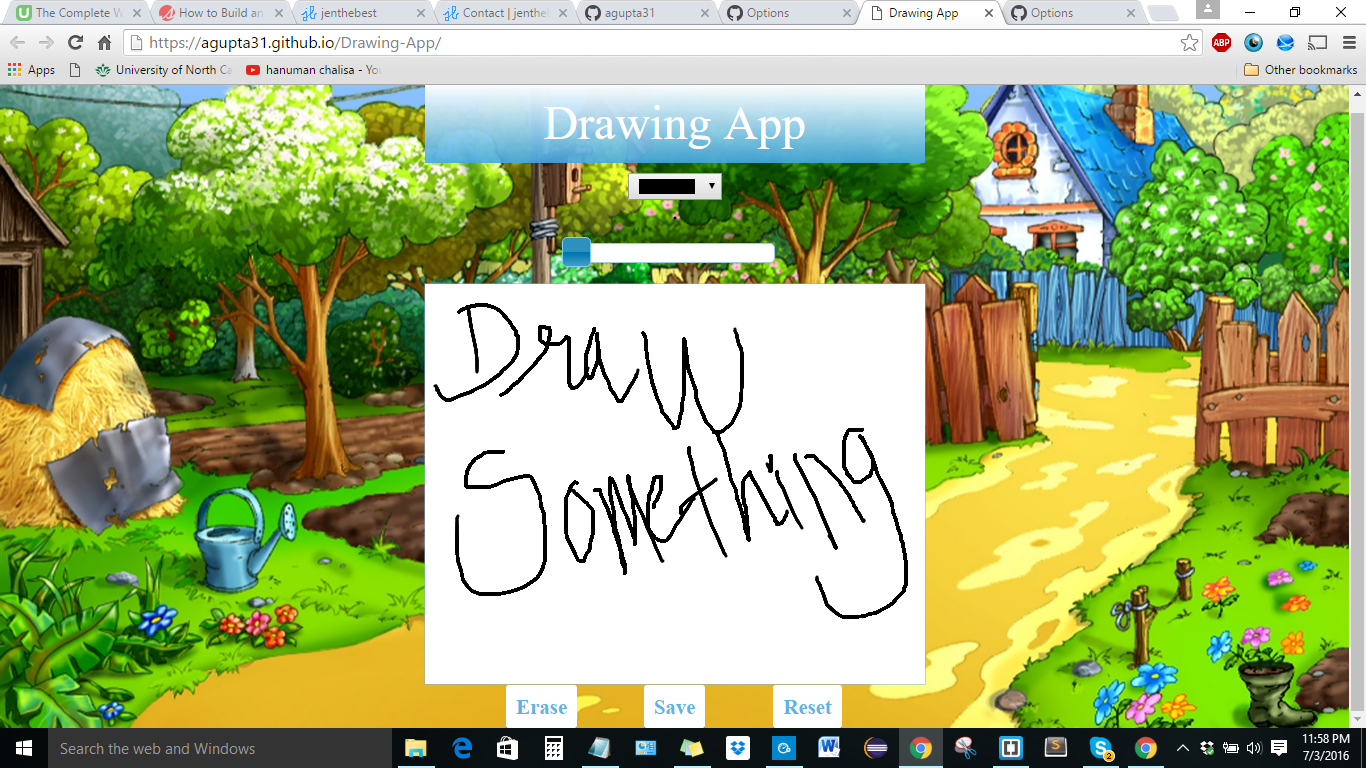 The Complete W
How to Build an
jenthebest
Contact | jenthe
agupta31
Options
Drawing App
Options
https://agupta31.github.io/Drawing-App/
ABP
Apps
University of North Ca
hanuman chalisa - You
Other bookmarks
Drawing App
Draw
Something
Erase
Save
Reset
Search the web and Windows
2
11:58 PM
7/3/2016